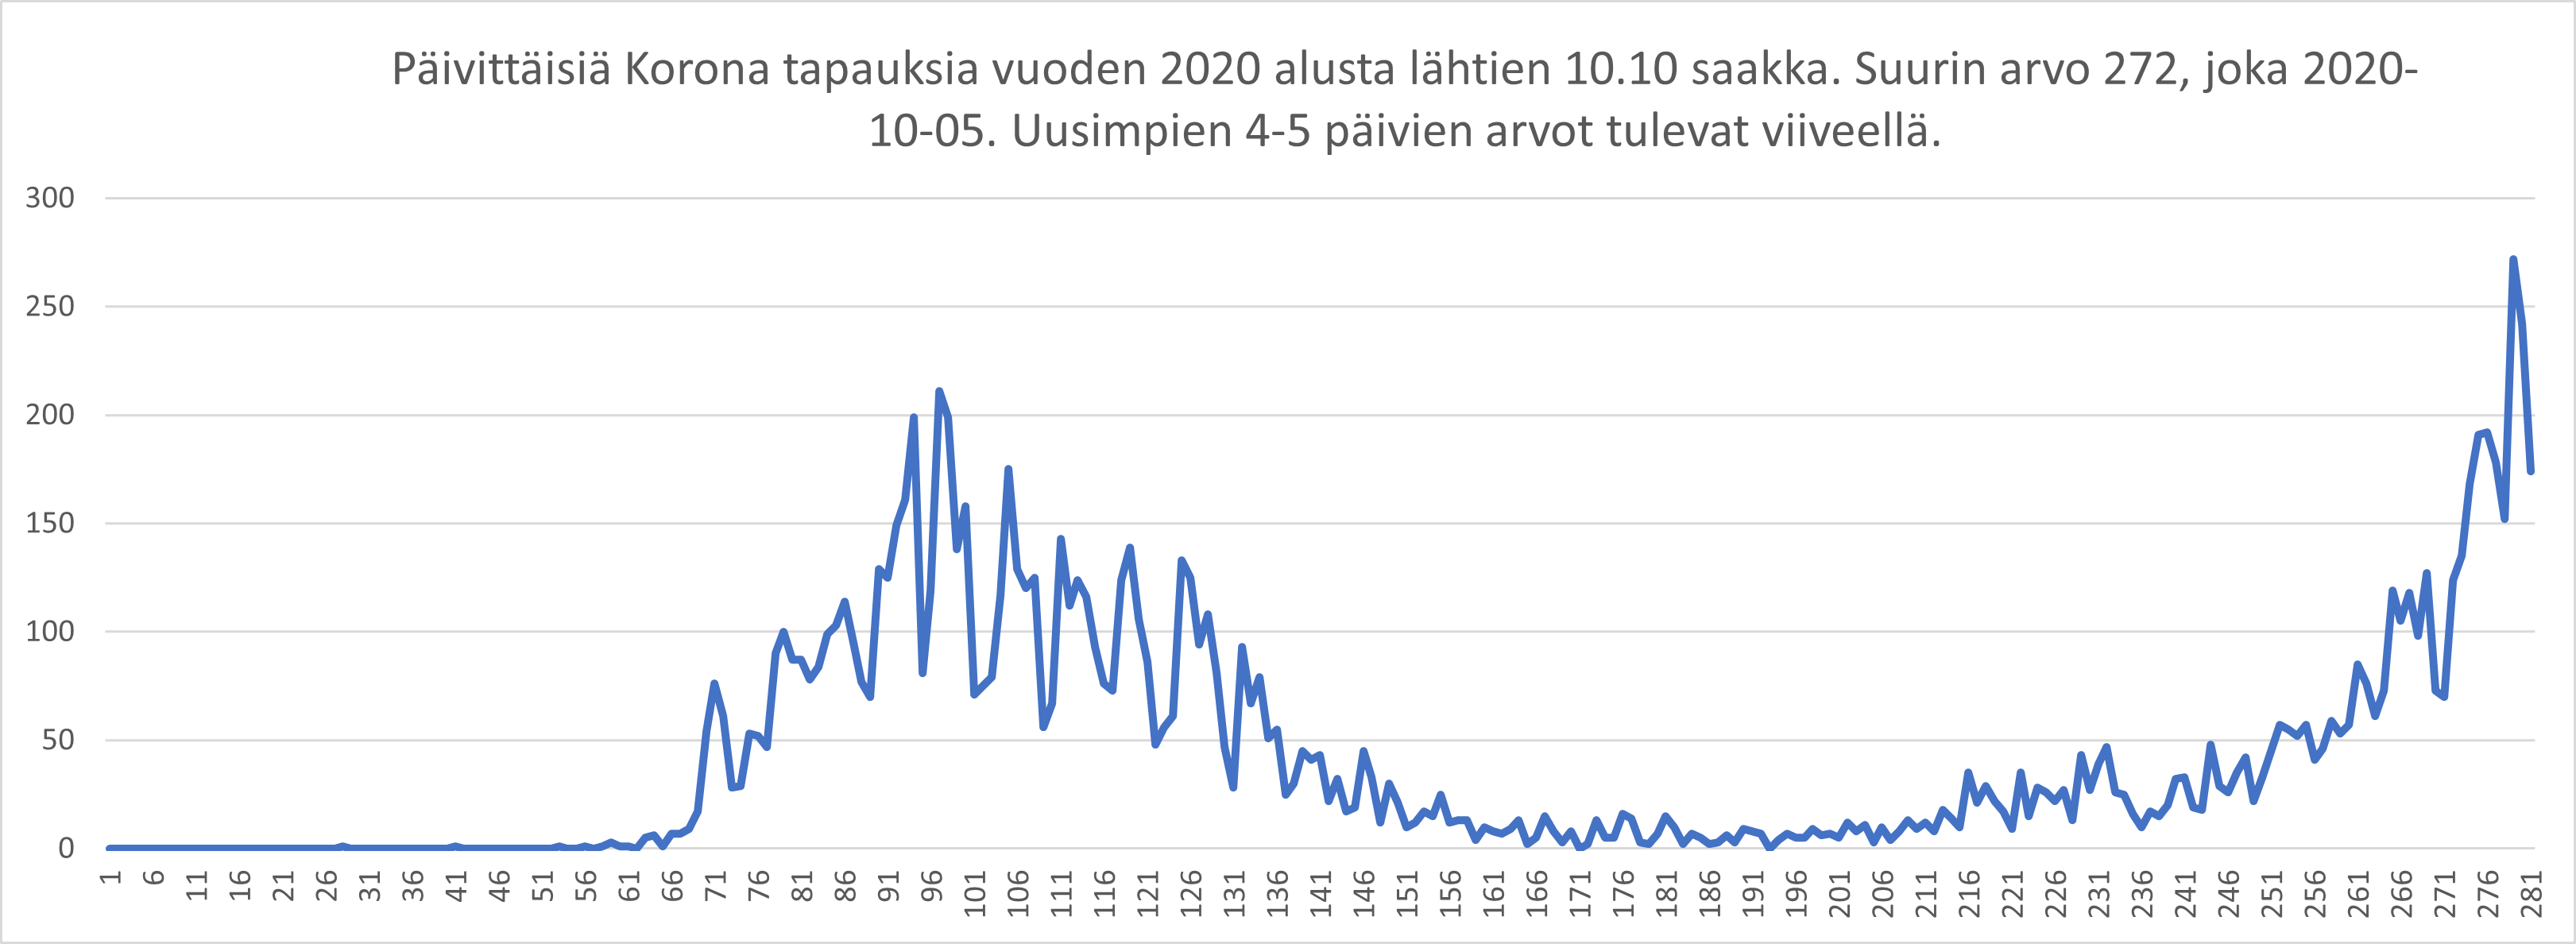 Päivittäisiä Korona tapauksia vuoden 2020 alusta lähtien 10.10 saakka. Suurin arvo 272, joka 2020-
10-05. Uusimpien 4-5 päivien arvot tulevat viiveellä.
300
250
200
150
100
50
0
1 6 11 16 21 26 31 36 41 46 51 56 61 66 71 76 81 86 91 96 101 106 111 116 121 126 131 136 141 146 151 156 161 166 171 176 181 186 191 196 201 206 211 216 221 226 231 236 241 246 251 256 261 266 271 276 281